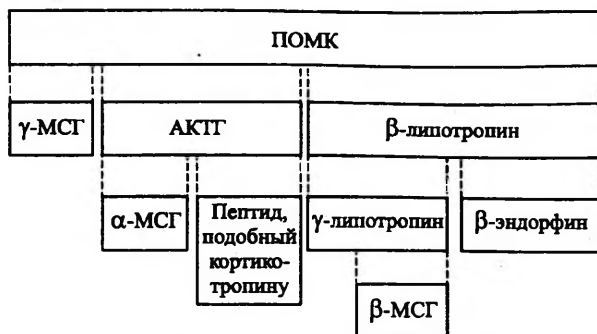 ПОМК
γ-МСГ
АКТГ
β-липотропин
α-МСГ
Пептид,
подобный
кортико-
тропину
γ-липотропин
β-эндорфин
β-МСГ